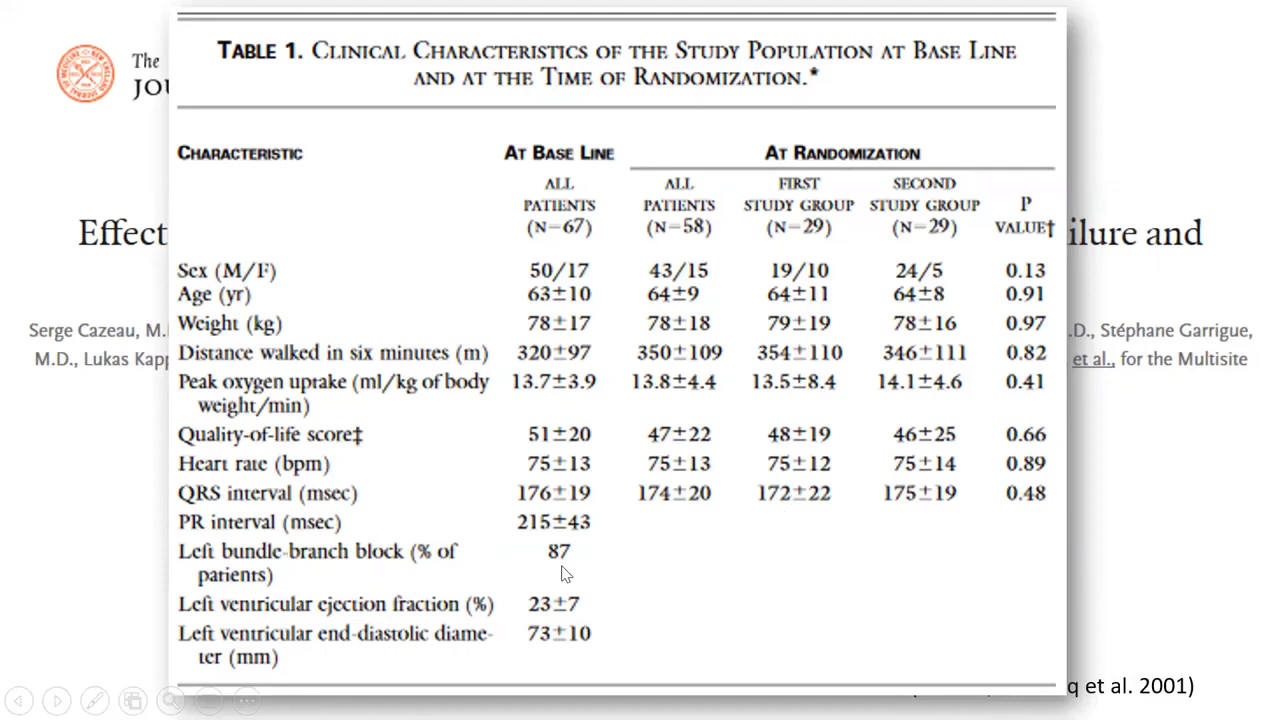 TABLE 1. CLINICAL CHARACTERISTICS OF THE STUDY POPULATION AT BASE LINE
AND AT THE TIME OF RANDOMIZATION.*
The
JOU
CHARACTERISTIC AT BASE LINE AT RANDOMIZATION
ALL PATIENTS (N=67) ALL PATIENTS (N=58) FIRST STUDY GROUP (N=29) SECOND STUDY GROUP (N=29) P VALUE†
Effect
ilure and
Sex (M/F) 50/17 43/15 19/10 24/5 0.13
Age (yr) 63±10 64±9 64±11 64±8 0.91
Weight (kg) 78±17 78±18 79±19 78±16 0.97
Distance walked in six minutes (m) 320±97 350±109 354±110 346±111 0.82
Peak oxygen uptake (ml/kg of body 13.7±3.9 13.8±4.4 13.5±8.4 14.1±4.6 0.41
weight/min)
Quality-of-life score‡ 51±20 47±22 48±19 46±25 0.66
Heart rate (bpm) 75±13 75±13 75±12 75±14 0.89
QRS interval (msec) 176±19 174±20 172±22 175±19 0.48
PR interval (msec) 215±43
Left bundle-branch block (% of 87
patients)
Left ventricular ejection fraction (%) 23±7
Left ventricular end-diastolic diame- 73±10
ter (mm)
Serge Cazeau, M.
.D., Stéphane Garrigue,
M.D., Lukas Kapp
et al., for the Multisite
q et al. 2001)